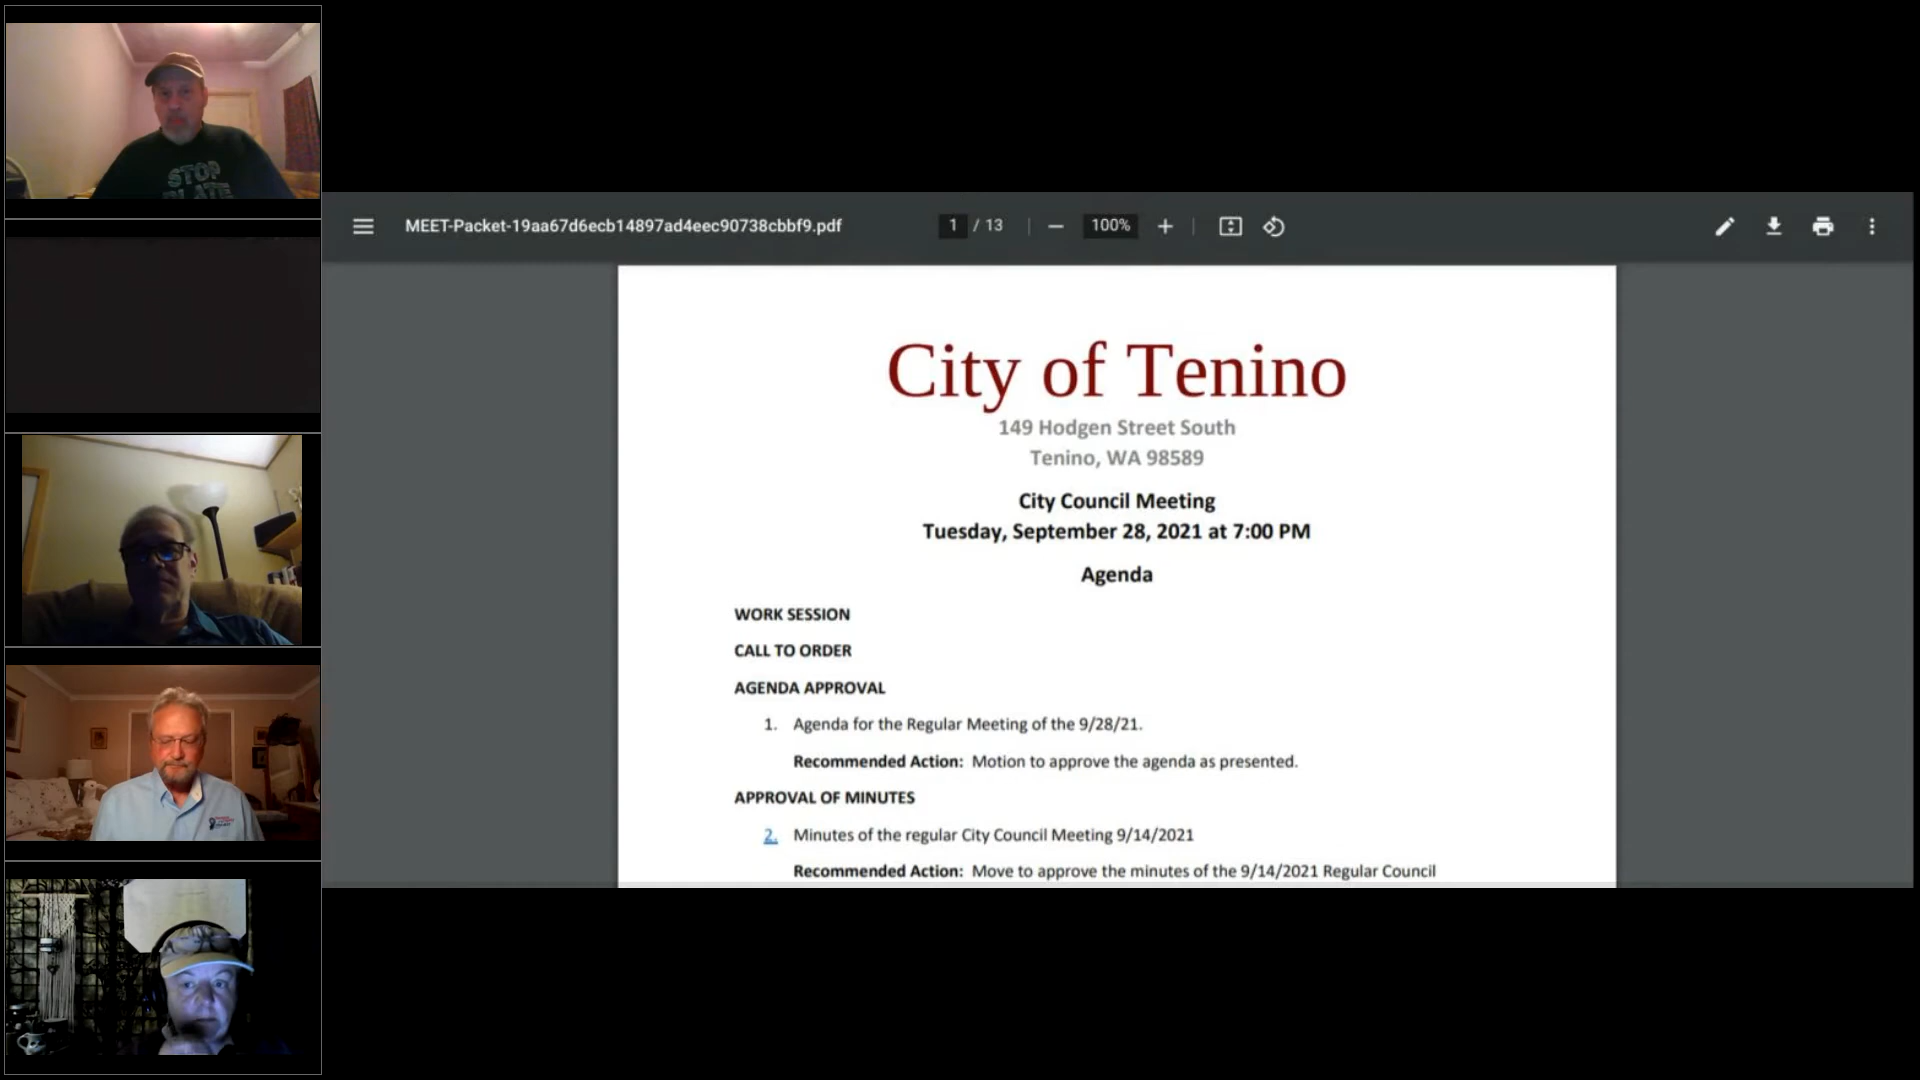 STOP
MEET-Packet-19aa67d6ecb14897ad4eec90738cbbf9.pdf
1 / 13
100%
City of Tenino
149 Hodgen Street South
Tenino, WA 98589
City Council Meeting
Tuesday, September 28, 2021 at 7:00 PM
Agenda
WORK SESSION
CALL TO ORDER
AGENDA APPROVAL
1. Agenda for the Regular Meeting of the 9/28/21.
Recommended Action: Motion to approve the agenda as presented.
APPROVAL OF MINUTES
2. Minutes of the regular City Council Meeting 9/14/2021
Recommended Action: Move to approve the minutes of the 9/14/2021 Regular Council